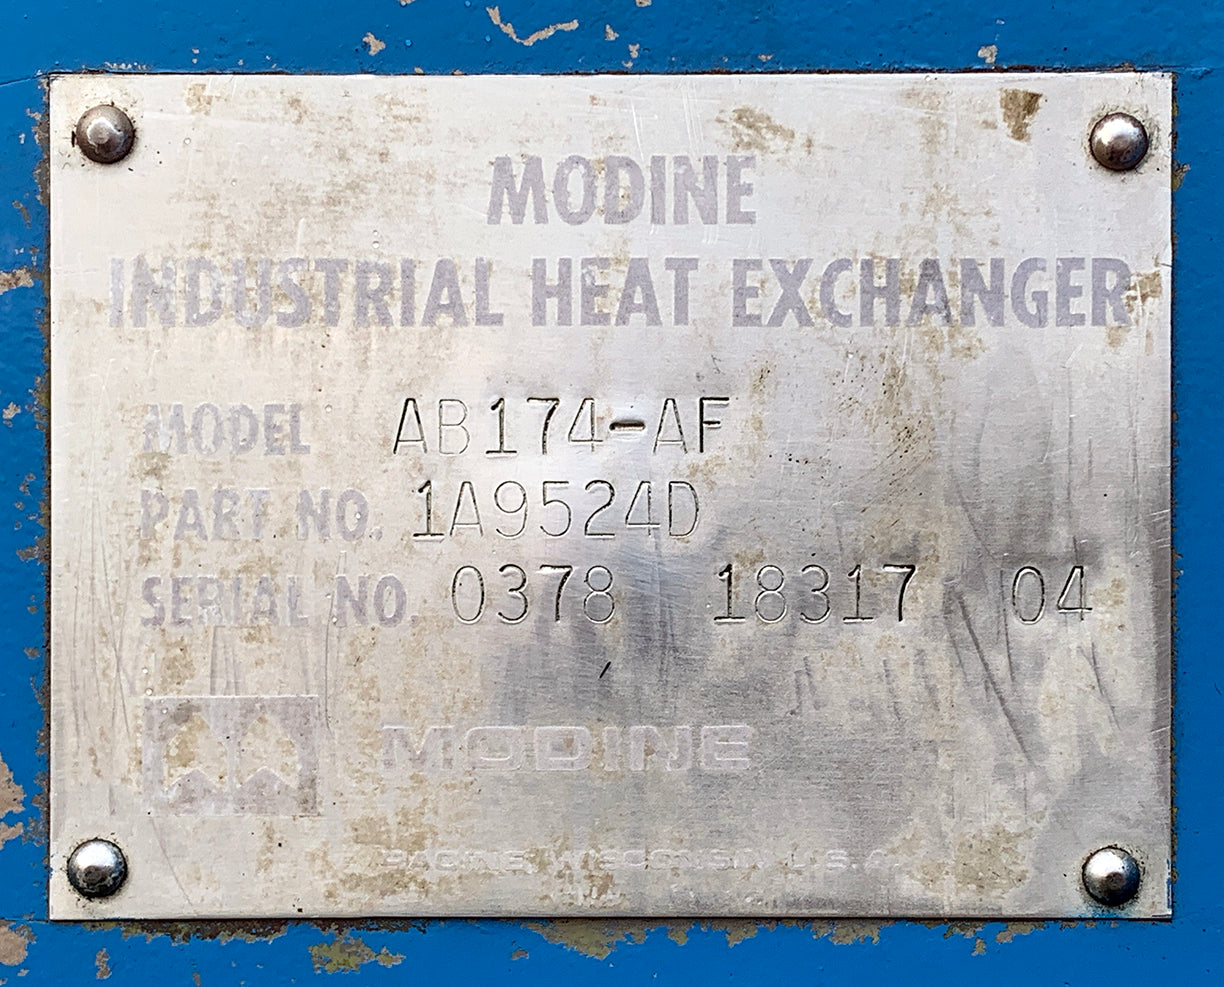 MODINE
INDUSTRIAL HEAT EXCHANGER
MODEL AB174-AF
PART NO. 1A9524D
SERIAL NO. 0378 18317 04
MODINE
RACINE, WISCONSIN U.S.A.